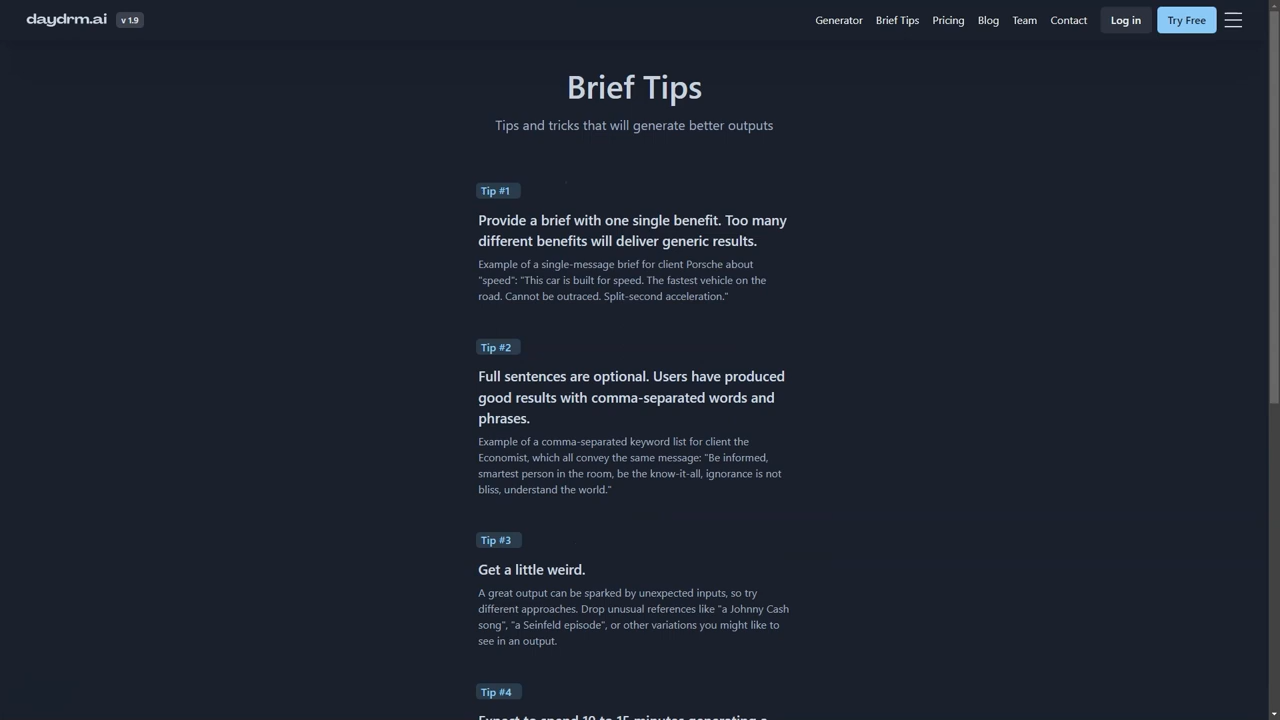 daydrm.ai v 1.9 Generator Brief Tips Pricing Blog Team Contact Log in Try Free
Brief Tips
Tips and tricks that will generate better outputs
Tip #1
Provide a brief with one single benefit. Too many
different benefits will deliver generic results.
Example of a single-message brief for client Porsche about
"speed": "This car is built for speed. The fastest vehicle on the
road. Cannot be outraced. Split-second acceleration."
Tip #2
Full sentences are optional. Users have produced
good results with comma-separated words and
phrases.
Example of a comma-separated keyword list for client the
Economist, which all convey the same message: "Be informed,
smartest person in the room, be the know-it-all, ignorance is not
bliss, understand the world."
Tip #3
Get a little weird.
A great output can be sparked by unexpected inputs, so try
different approaches. Drop unusual references like "a Johnny Cash
song", "a Seinfeld episode", or other variations you might like to
see in an output.
Tip #4
Expect to spend 10 to 15 minutes generating a